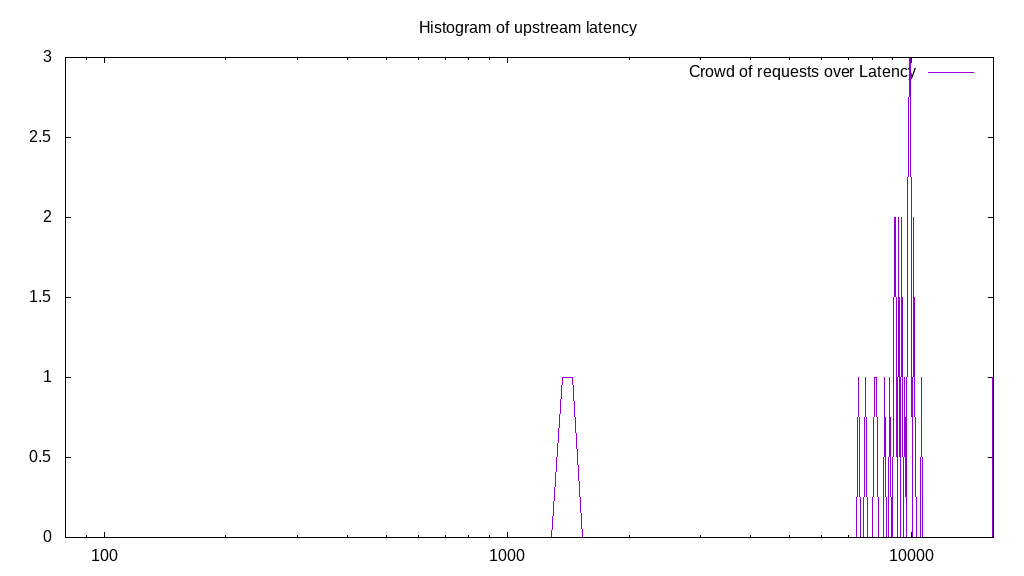 Histogram of upstream latency
Crowd of requests over Latency
3
2.5
2
1.5
1
0.5
0
100 1000 10000